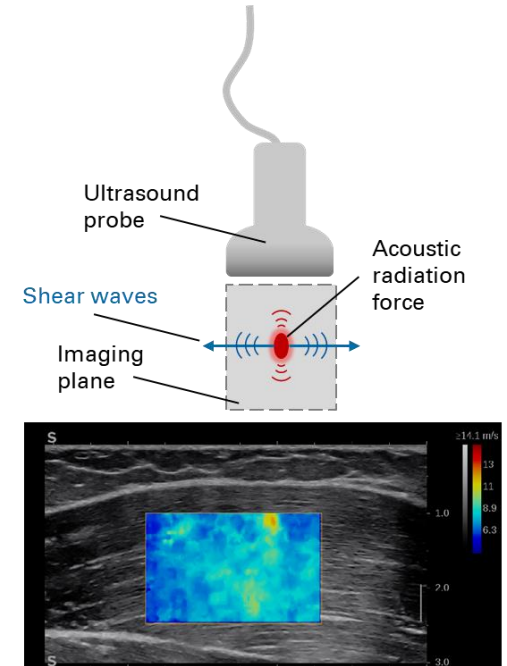 Ultrasound
probe
Acoustic
radiation
force
Shear waves
Imaging
plane
S
≥14.1 m/s
13
11
8.9
6.3
1.0
2.0
3.0
S